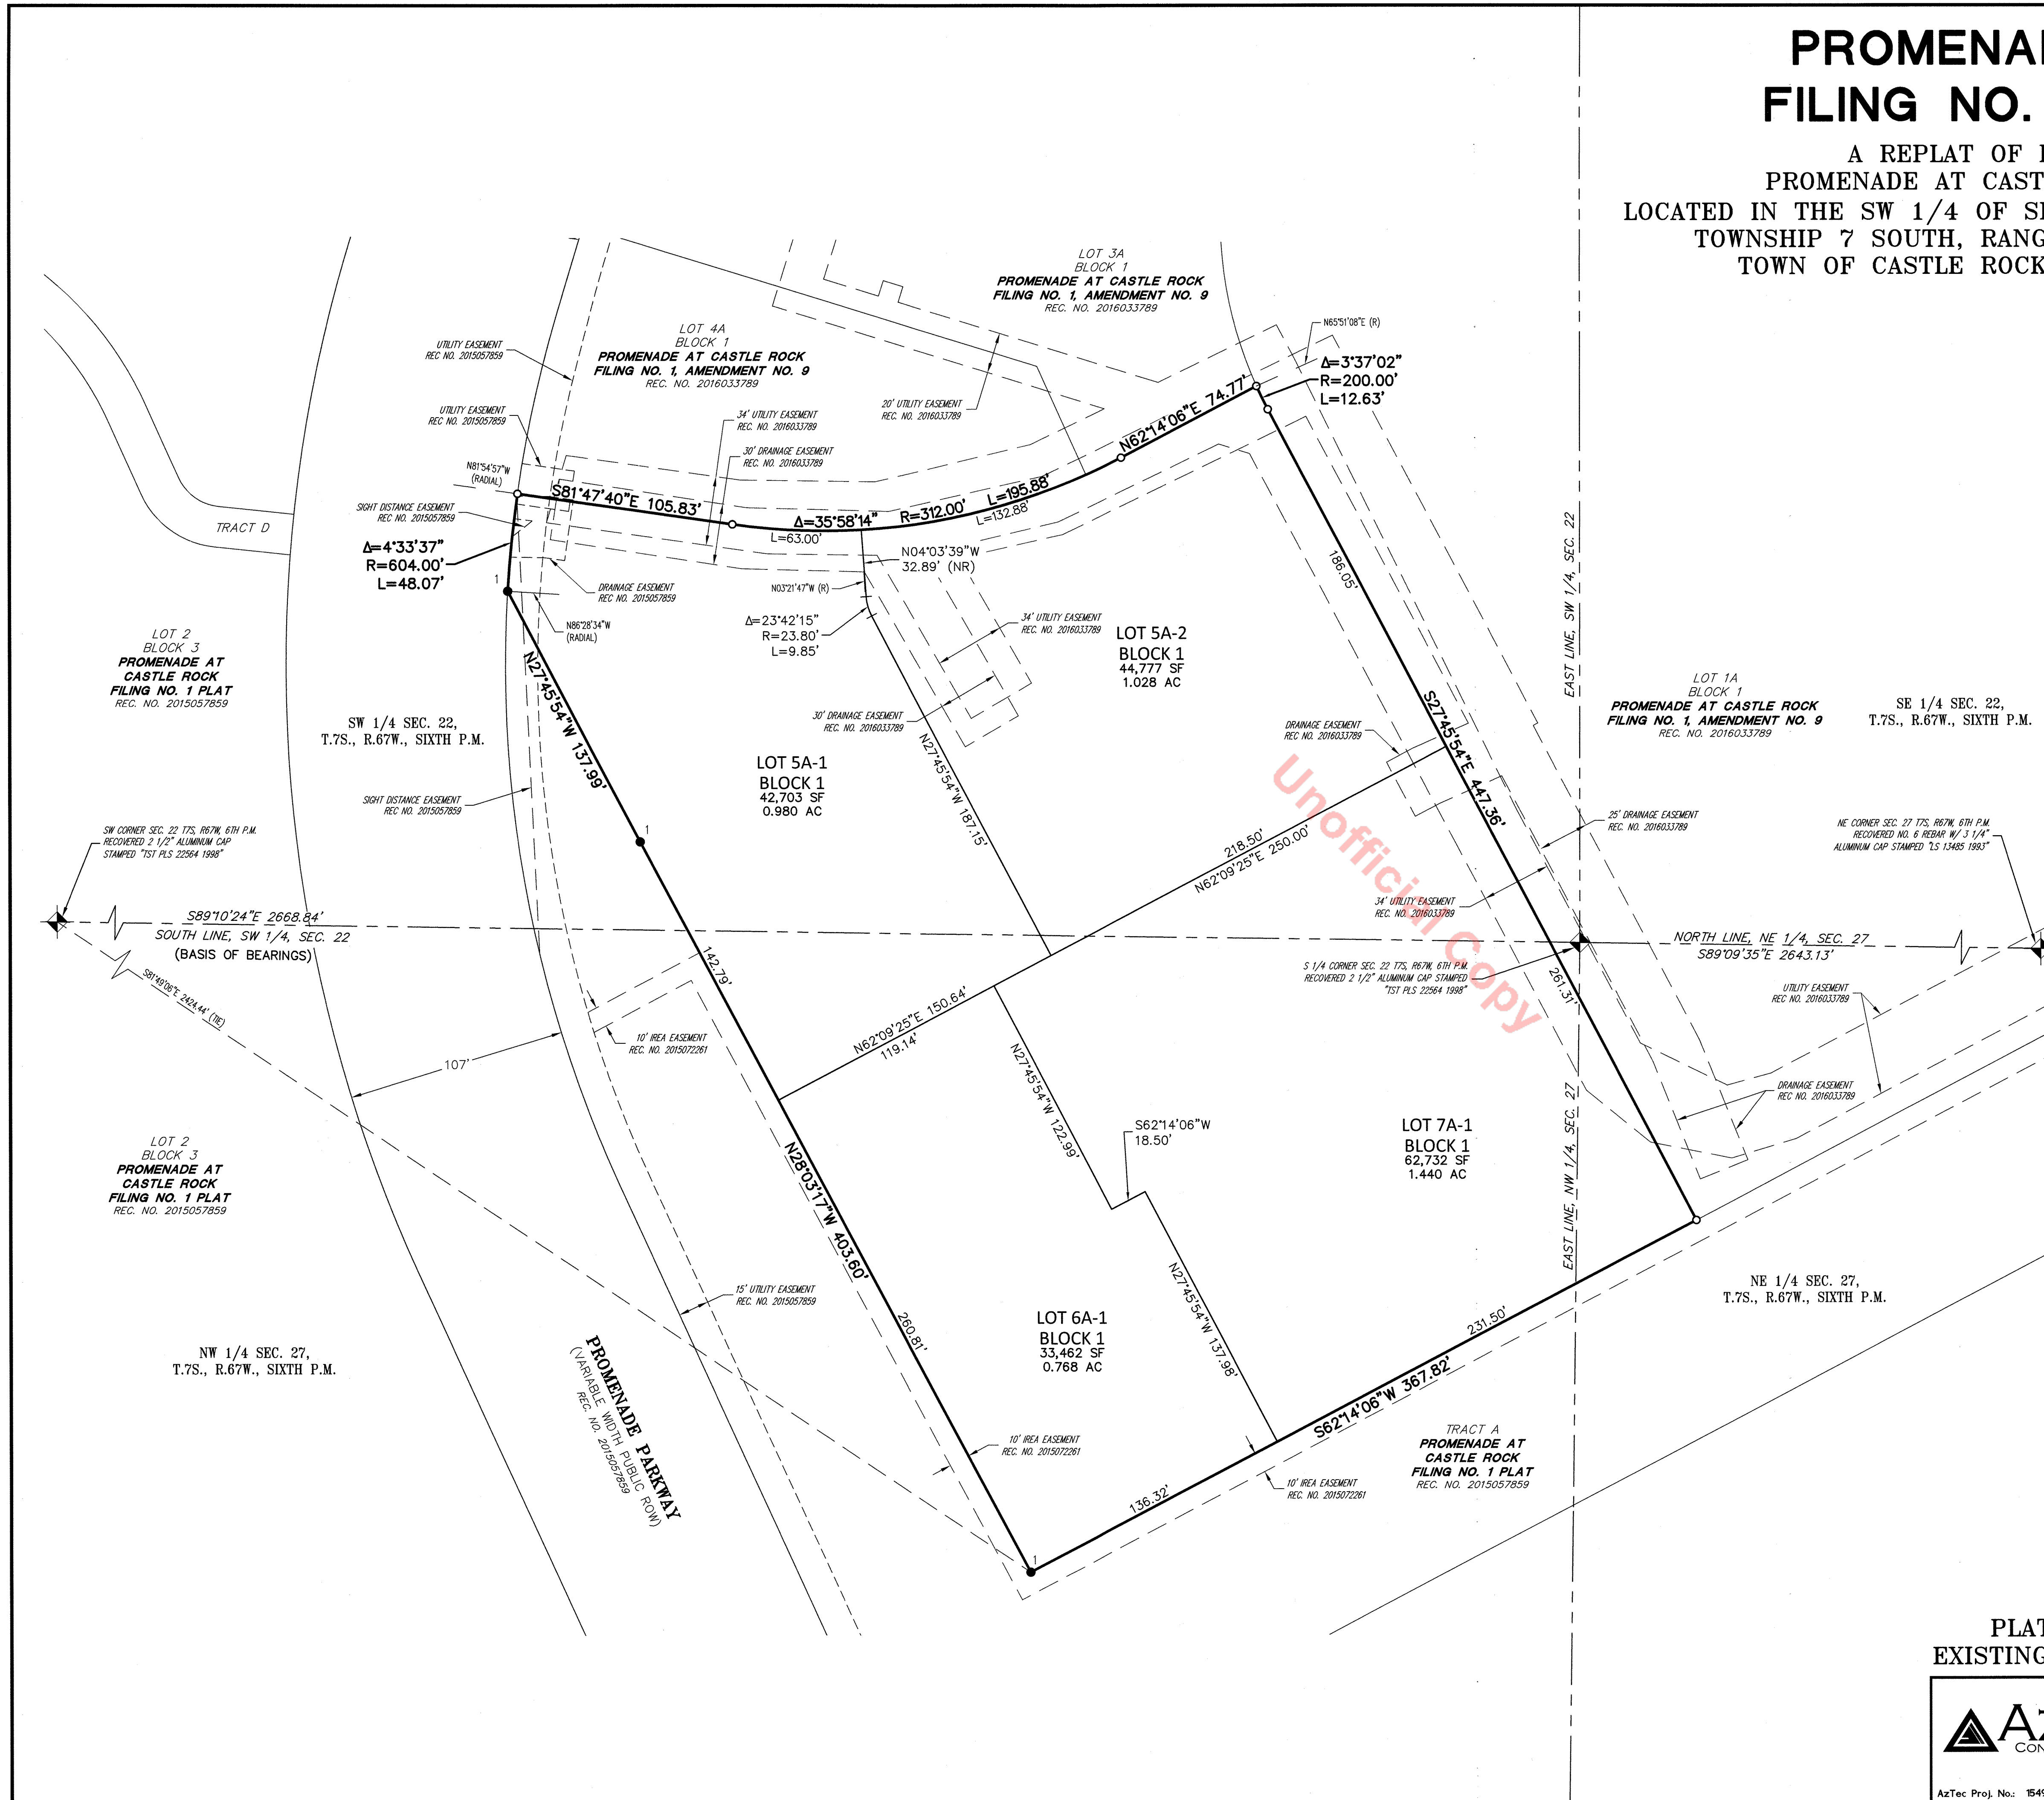 PROMENA
FILING NO.
A REPLAT OF
PROMENADE AT CAST
LOCATED IN THE SW 1/4 OF S
TOWNSHIP 7 SOUTH, RANG
TOWN OF CASTLE ROCK
LOT 3A
BLOCK 1
PROMENADE AT CASTLE ROCK
FILING NO. 1, AMENDMENT NO. 9
REC. NO. 2016033789
LOT 4A
BLOCK 1
PROMENADE AT CASTLE ROCK
FILING NO. 1, AMENDMENT NO. 9
REC. NO. 2016033789
UTILITY EASEMENT
REC NO. 2015057859
UTILITY EASEMENT
REC NO. 2015057859
34' UTILITY EASEMENT
REC. NO. 2016033789
30' DRAINAGE EASEMENT
REC. NO. 2016033789
20' UTILITY EASEMENT
REC. NO. 2016033789
N65°51'08"E (R)
Δ=3°37'02"
R=200.00'
L=12.63'
N62°14'06"E 74.77'
N81°54'57"W
(RADIAL)
SIGHT DISTANCE EASEMENT
REC NO. 2015057859
S81°47'40"E 105.83'
Δ=35°58'14"
R=312.00'
L=195.88'
L=63.00'
L=132.88'
TRACT D
Δ=4°33'37"
R=604.00'
L=48.07'
1
DRAINAGE EASEMENT
REC NO. 2015057859
N86°28'34"W
(RADIAL)
N04°03'39"W
32.89' (NR)
N03°21'47"W (R)
Δ=23°42'15"
R=23.80'
L=9.85'
34' UTILITY EASEMENT
REC. NO. 2016033789
LOT 5A-2
BLOCK 1
44,777 SF
1.028 AC
186.05'
EAST LINE, SW 1/4, SEC. 22
LOT 2
BLOCK 3
PROMENADE AT
CASTLE ROCK
FILING NO. 1 PLAT
REC. NO. 2015057859
SW 1/4 SEC. 22,
T.7S., R.67W., SIXTH P.M.
N27°45'54"W 137.99'
30' DRAINAGE EASEMENT
REC. NO. 2016033789
N27°45'54"W 187.15'
DRAINAGE EASEMENT
REC NO. 2016033789
S27°45'54"E 447.36'
LOT 1A
BLOCK 1
PROMENADE AT CASTLE ROCK
FILING NO. 1, AMENDMENT NO. 9
REC. NO. 2016033789
SE 1/4 SEC. 22,
T.7S., R.67W., SIXTH P.M.
LOT 5A-1
BLOCK 1
42,703 SF
0.980 AC
SIGHT DISTANCE EASEMENT
REC NO. 2015057859
1
218.50'
N62°09'25"E 250.00'
25' DRAINAGE EASEMENT
REC. NO. 2016033789
34' UTILITY EASEMENT
REC. NO. 2016033789
SW CORNER SEC. 22 T7S, R67W, 6TH P.M.
RECOVERED 2 1/2" ALUMINUM CAP
STAMPED "TST PLS 22564 1998"
NE CORNER SEC. 27 T7S, R67W, 6TH P.M.
RECOVERED NO. 6 REBAR W/ 3 1/4"
ALUMINUM CAP STAMPED "LS 13485 1993"
S89°10'24"E 2668.84'
SOUTH LINE, SW 1/4, SEC. 22
(BASIS OF BEARINGS)
S81°49'06"E 2424.44' (TIE)
NORTH LINE, NE 1/4, SEC. 27
S89°09'35"E 2643.13'
S 1/4 CORNER SEC. 22 T7S, R67W, 6TH P.M.
RECOVERED 2 1/2" ALUMINUM CAP STAMPED
"TST PLS 22564 1998"
Unofficial Copy
142.79'
261.31'
UTILITY EASEMENT
REC NO. 2016033789
10' IREA EASEMENT
REC. NO. 2015072261
N62°09'25"E 150.64'
119.14'
107'
N27°45'54"W 122.99'
S62°14'06"W
18.50'
DRAINAGE EASEMENT
REC NO. 2016033789
LOT 7A-1
BLOCK 1
62,732 SF
1.440 AC
EAST LINE, NW 1/4, SEC. 27
LOT 2
BLOCK 3
PROMENADE AT
CASTLE ROCK
FILING NO. 1 PLAT
REC. NO. 2015057859
N28°03'17"W 403.60'
15' UTILITY EASEMENT
REC. NO. 2015057859
N27°45'54"W 137.98'
NE 1/4 SEC. 27,
T.7S., R.67W., SIXTH P.M.
260.81'
LOT 6A-1
BLOCK 1
33,462 SF
0.768 AC
231.50'
S62°14'06"W 367.82'
NW 1/4 SEC. 27,
T.7S., R.67W., SIXTH P.M.
PROMENADE PARKWAY
(VARIABLE WIDTH PUBLIC ROW)
REC. NO. 2015057859
10' IREA EASEMENT
REC. NO. 2015072261
TRACT A
PROMENADE AT
CASTLE ROCK
FILING NO. 1 PLAT
REC. NO. 2015057859
10' IREA EASEMENT
REC. NO. 2015072261
136.32'
1
PLAT
EXISTING
AZ
CON
AzTec Proj. No.: 154